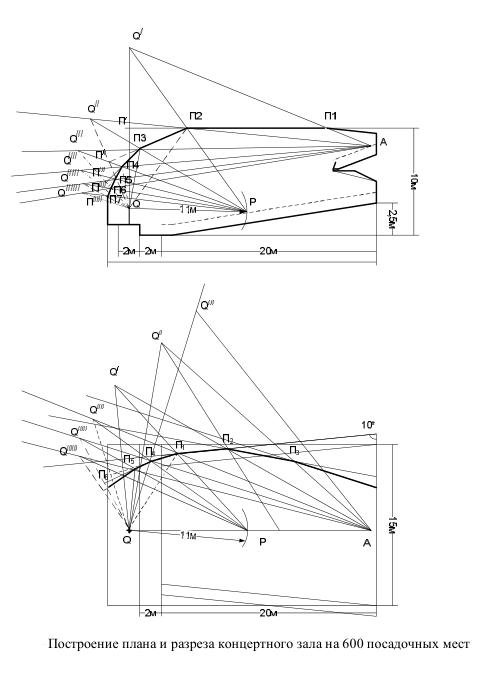 Q/
Q//
П/
П2
П1
Q///
П3
A
Q////
П//
П4
Q/////
П///
П5
Q//////
П6
П////
П7
Q
11м
P
10м
2,5м
2м
2м
20м
Q///
Q//
Q/
Q////
10°
Q/////
П4
П1
П2
П3
Q//////
П5
П6
Q
11м
P
A
15м
2м
20м
Построение плана и разреза концертного зала на 600 посадочных мест